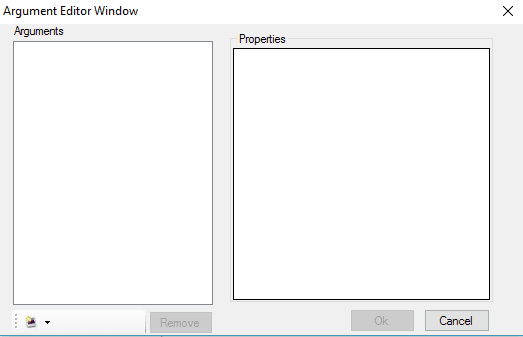 Argument Editor Window
Arguments
Properties
Remove
Ok
Cancel